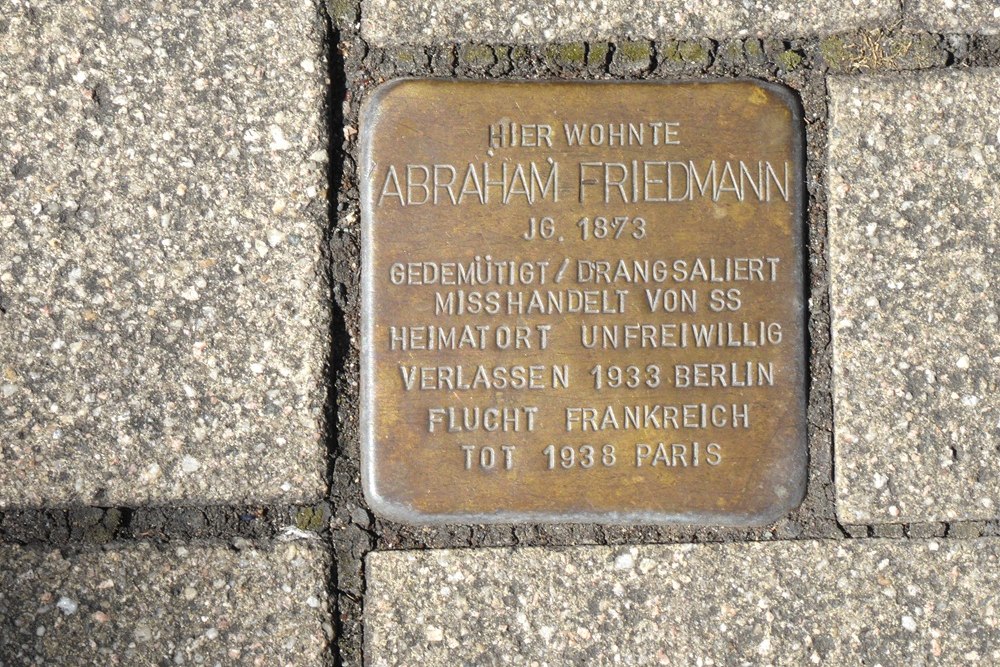 HIER WOHNTE
ABRAHAM FRIEDMANN
JG. 1873
GEDEMÜTIGT / DRANGSALIERT
MISSHANDELT VON SS
HEIMATORT UNFREIWILLIG
VERLASSEN 1933 BERLIN
FLUCHT FRANKREICH
TOT 1938 PARIS